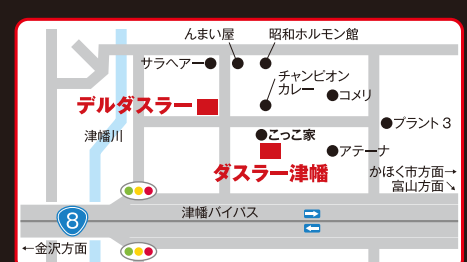 んまい屋
昭和ホルモン館
サラヘアー
チャンピオン
カレー
コメリ
デルダスラー
プラント3
津幡川
こっこ家
アテーナ
ダスラー津幡
かほく市方面→
富山方面↘
津幡バイパス
8
←金沢方面